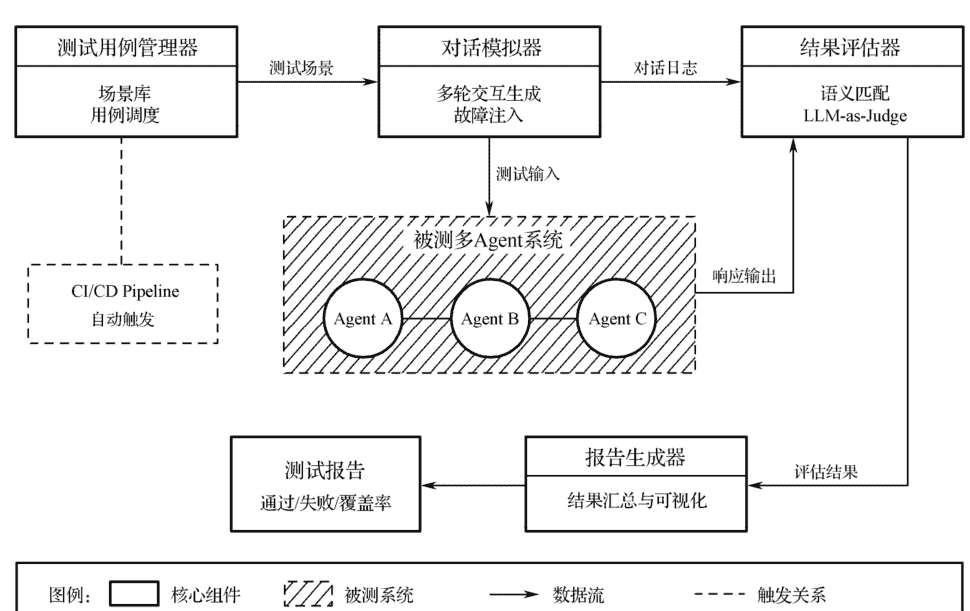 测试用例管理器
场景库
用例调度
测试场景
对话模拟器
多轮交互生成
故障注入
对话日志
结果评估器
语义匹配
LLM-as-Judge
测试输入
被测多Agent系统
Agent A
Agent B
Agent C
响应输出
CI/CD Pipeline
自动触发
测试报告
通过/失败/覆盖率
报告生成器
结果汇总与可视化
评估结果
图例：
核心组件
被测系统
数据流
触发关系